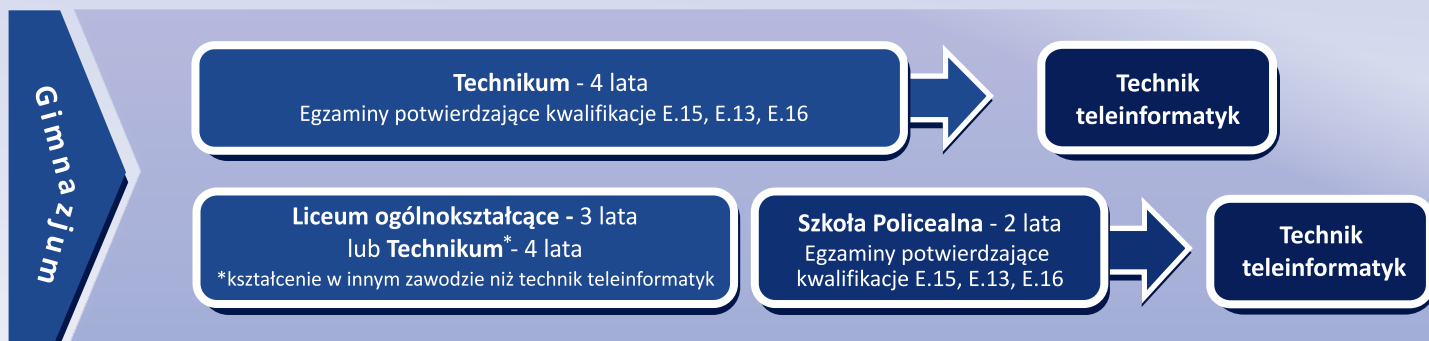 Gimnazjum
Technikum - 4 lata
Egzaminy potwierdzające kwalifikacje E.15, E.13, E.16
Technik
teleinformatyk
Liceum ogólnokształcące - 3 lata
lub Technikum*- 4 lata
*kształcenie w innym zawodzie niż technik teleinformatyk
Szkoła Policealna - 2 lata
Egzaminy potwierdzające
kwalifikacje E.15, E.13, E.16
Technik
teleinformatyk